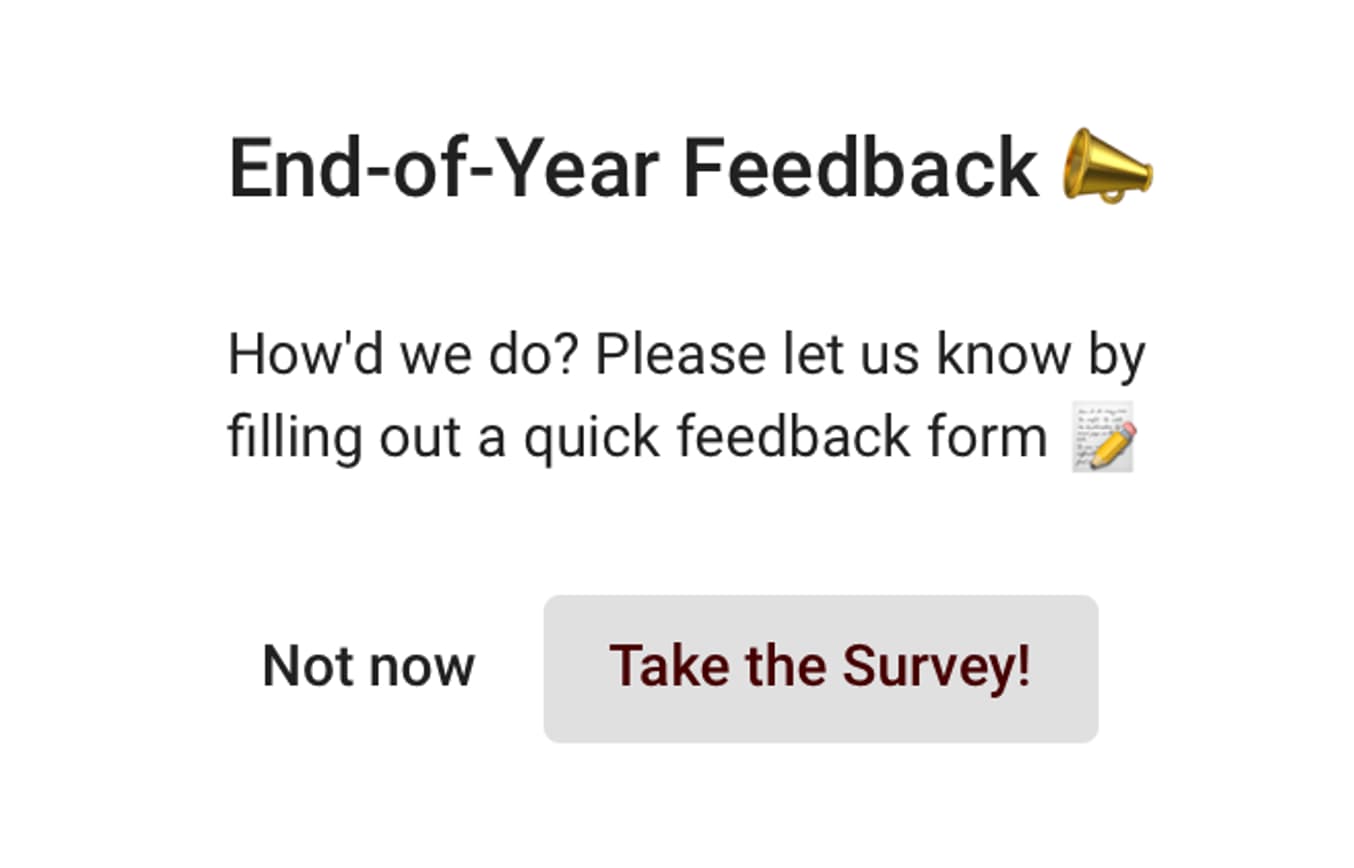 End-of-Year Feedback 📣
How'd we do? Please let us know by
filling out a quick feedback form 📝
Not now
Take the Survey!